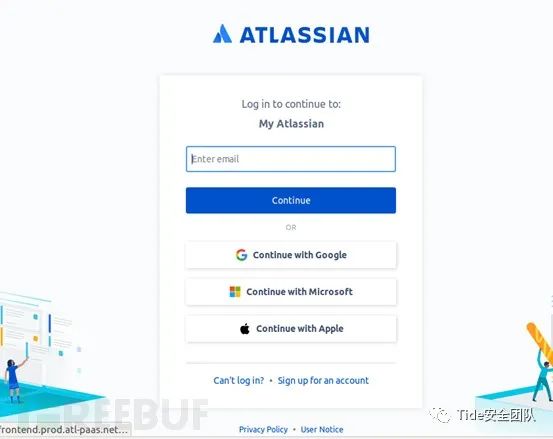 ATLASSIAN
Log in to continue to:
My Atlassian
Enter email
Continue
OR
Continue with Google
Continue with Microsoft
Continue with Apple
Can't log in? • Sign up for an account
REEBUF
Tide安全团队
frontend.prod.atl-paas.net...
Privacy Policy • User Notice